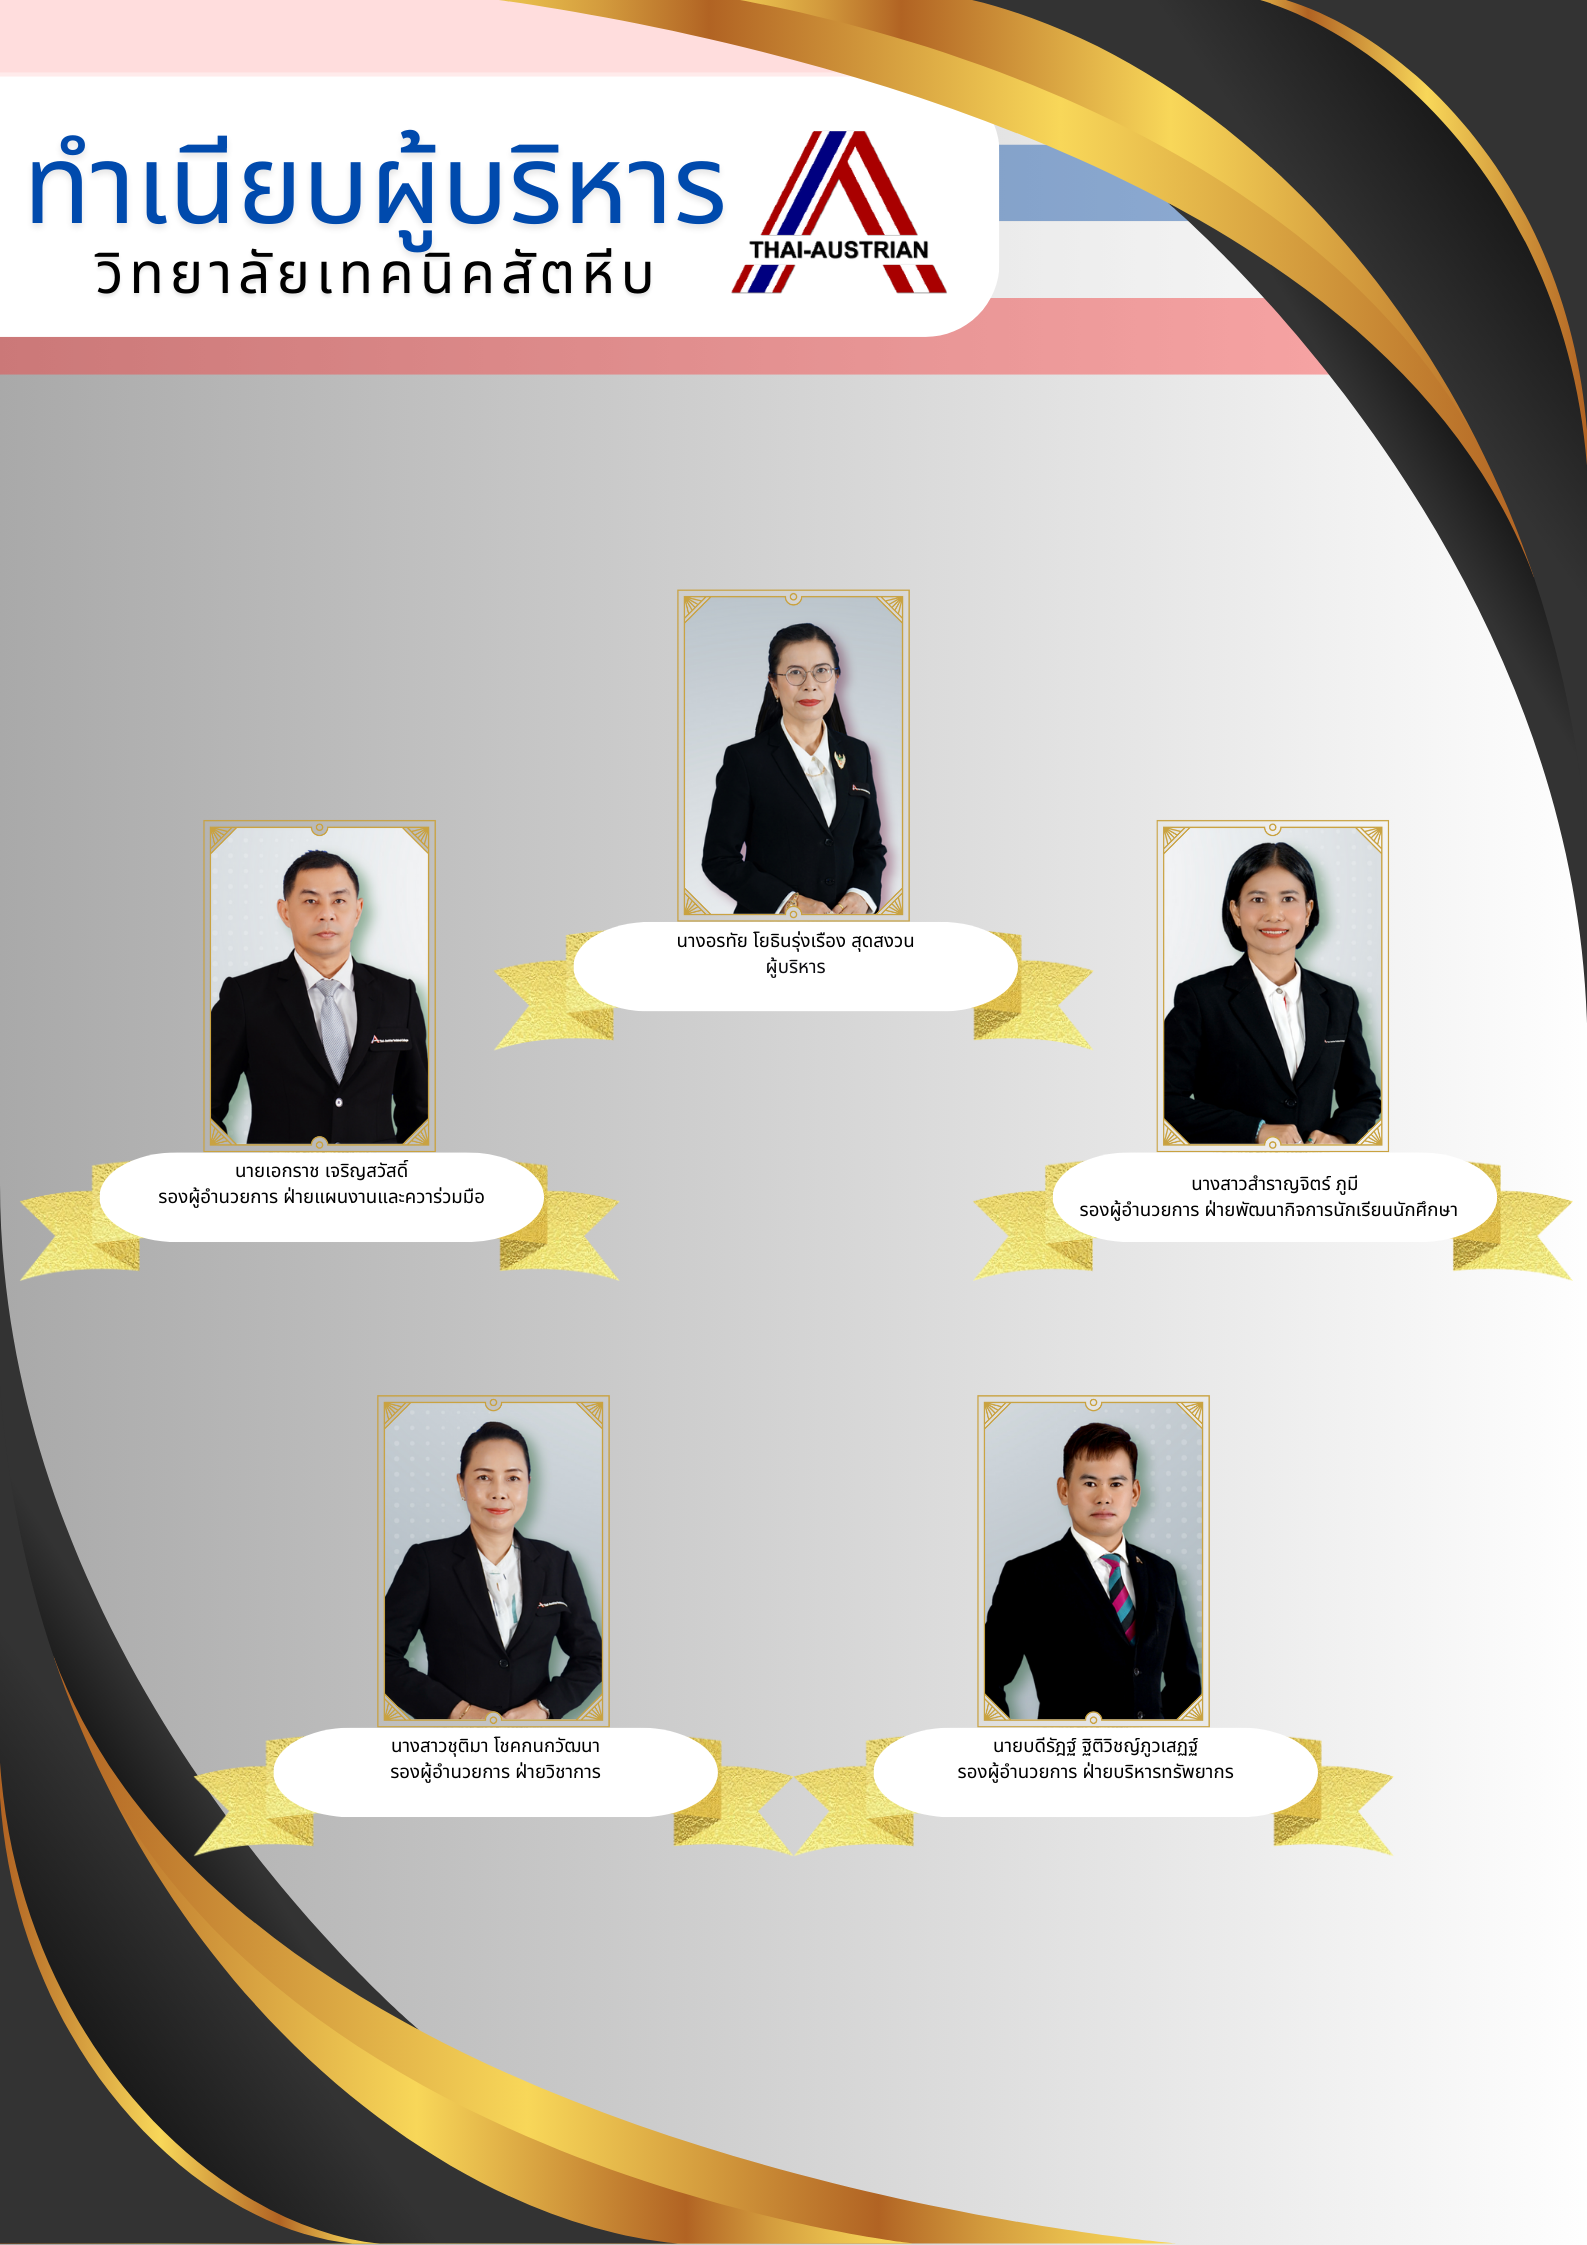 ทำเนียบผู้บริหาร
วิทยาลัยเทคนิคสัตหีบ
THAI-AUSTRIAN
นางอรทัย โยธินรุ่งเรือง สุดสงวน
ผู้บริหาร
นายเอกราช เจริญสวัสดิ์
รองผู้อำนวยการ ฝ่ายแผนงานและควาร่วมมือ
นางสาวสำราญจิตร์ ภูมี
รองผู้อำนวยการ ฝ่ายพัฒนากิจการนักเรียนนักศึกษา
นางสาวชุติมา โชคกนกวัฒนา
รองผู้อำนวยการ ฝ่ายวิชาการ
นายบดีรัฎฐ์ ฐิติวิชญ์ภูวเสฏฐ์
รองผู้อำนวยการ ฝ่ายบริหารทรัพยากร